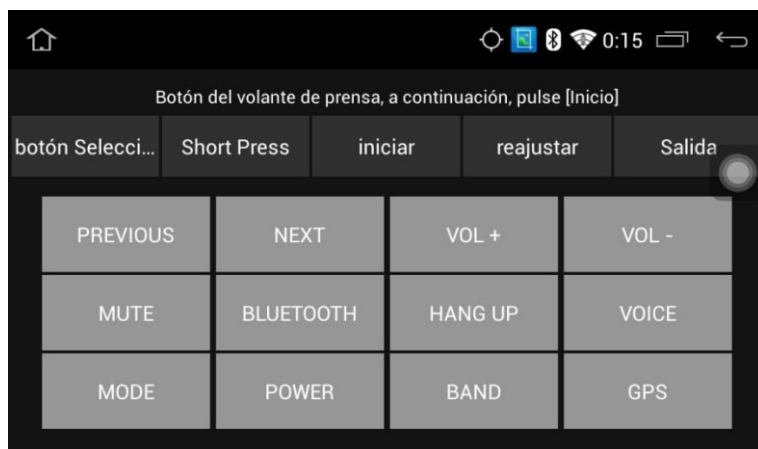 0:15
Botón del volante de prensa, a continuación, pulse [Inicio]
botón Selecci... Short Press iniciar reajustar Salida
PREVIOUS NEXT VOL + VOL -
MUTE BLUETOOTH HANG UP VOICE
MODE POWER BAND GPS